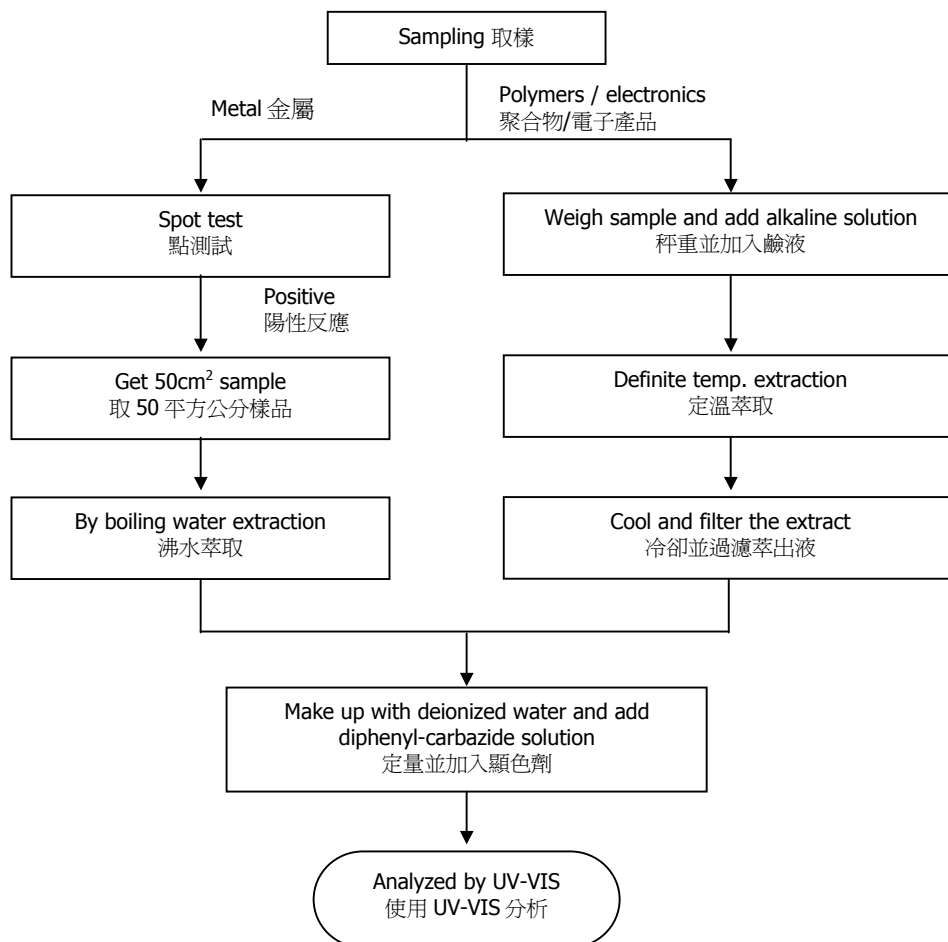 Sampling 取樣
Metal 金屬
Polymers / electronics
聚合物/電子產品
Spot test
點測試
Weigh sample and add alkaline solution
秤重並加入鹼液
Positive
陽性反應
Get 50cm² sample
取 50 平方公分樣品
Definite temp. extraction
定溫萃取
By boiling water extraction
沸水萃取
Cool and filter the extract
冷卻並過濾萃出液
Make up with deionized water and add
diphenyl-carbazide solution
定量並加入顯色劑
Analyzed by UV-VIS
使用 UV-VIS 分析